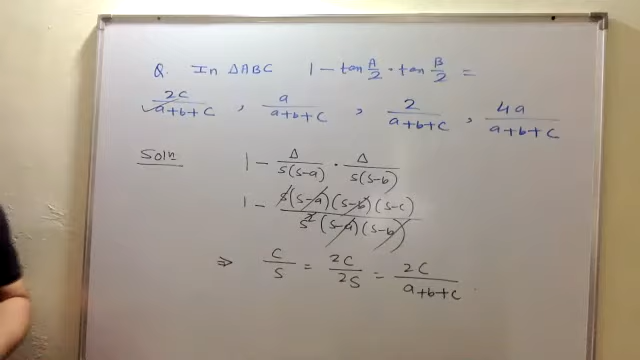 Q. In ΔABC 1 - tan A/2 · tan B/2 =
2c/a+b+c , a/a+b+c , 2/a+b+c , 4a/a+b+c
Soln 1 - Δ/s(s-a) · Δ/s(s-b)
1 - s(s-a)(s-b)(s-c)/s²(s-a)(s-b)
⇒ c/s = 2c/2s = 2c/a+b+c